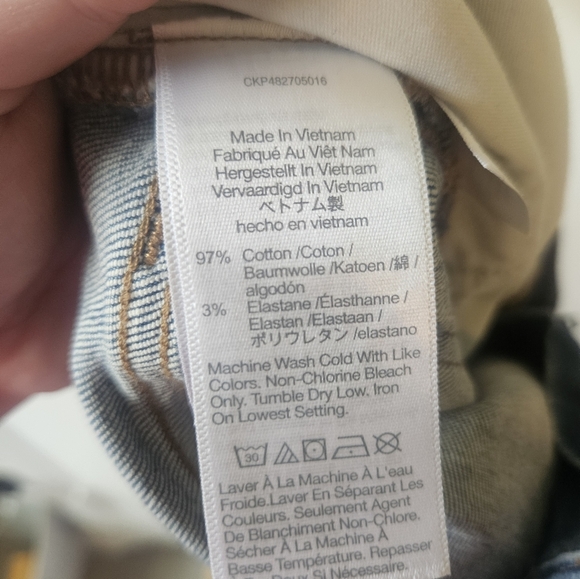 CKP482705016
Made In Vietnam
Fabriqué Au Viêt Nam
Hergestellt In Vietnam
Vervaardigd In Vietnam
ベトナム製
hecho en vietnam
97% Cotton /Coton /
Baumwolle /Katoen /綿 /
algodón
3% Elastane /Élasthanne /
Elastan /Elastaan /
ポリウレタン /elastano
Machine Wash Cold With Like
Colors. Non-Chlorine Bleach
Only. Tumble Dry Low. Iron
On Lowest Setting.
30
Laver À La Machine À L'eau
Froide.Laver En Séparant Les
Couleurs. Seulement Agent
De Blanchiment Non-Chlore.
Sécher À La Machine À
Basse Température. Repasser
Doux Si Nécessaire.